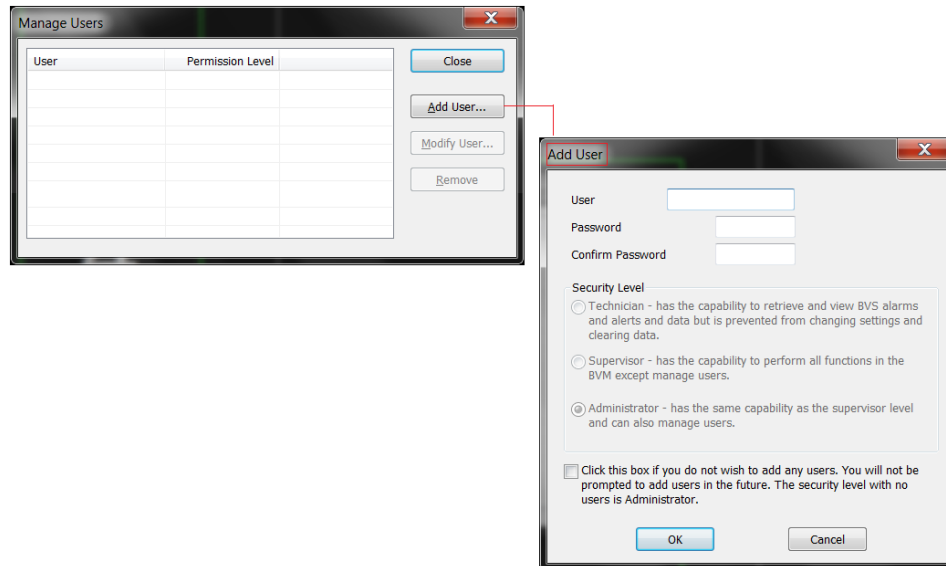 Manage Users
User Permission Level
Close
Add User...
Modify User...
Remove
Add User
User
Password
Confirm Password
Security Level
Technician - has the capability to retrieve and view BVS alarms
and alerts and data but is prevented from changing settings and
clearing data.
Supervisor - has the capability to perform all functions in the
BVM except manage users.
Administrator - has the same capability as the supervisor level
and can also manage users.
Click this box if you do not wish to add any users. You will not be
prompted to add users in the future. The security level with no
users is Administrator.
OK Cancel